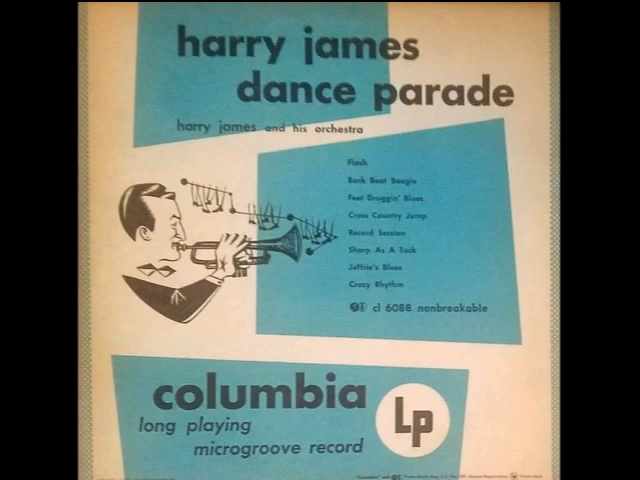 harry james
dance parade
harry james and his orchestra
Flash
Back Beat Boogie
Feet Draggin' Blues
Cross Country Jump
Record Session
Sharp As A Tack
Jeffrie's Blues
Crazy Rhythm
cl 6088 nonbreakable
columbia
Lp
long playing
microgroove record